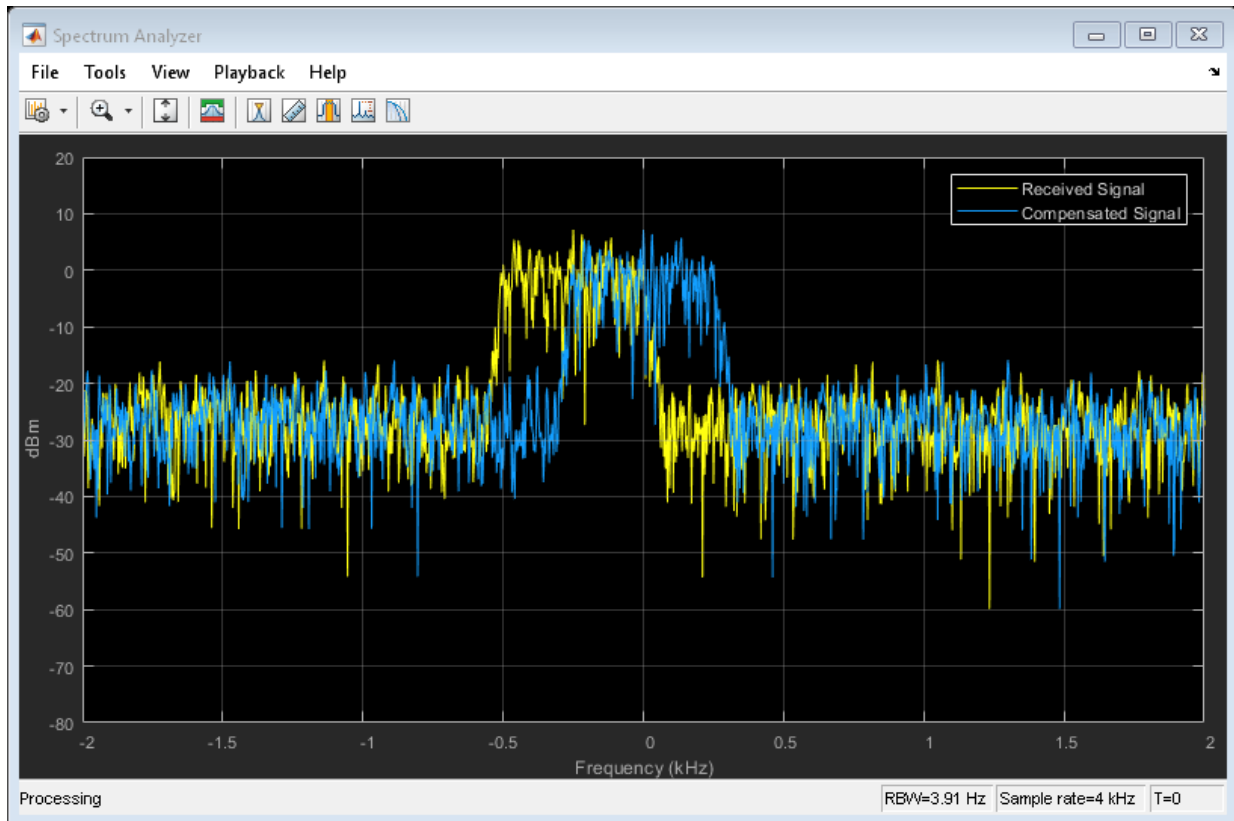 Spectrum Analyzer
File Tools View Playback Help
20
10
0
-10
-20
-30
-40
-50
-60
-70
-80
dBm
Received Signal
Compensated Signal
-2 -1.5 -1 -0.5 0 0.5 1 1.5 2
Frequency (kHz)
Processing RBW=3.91 Hz Sample rate=4 kHz T=0